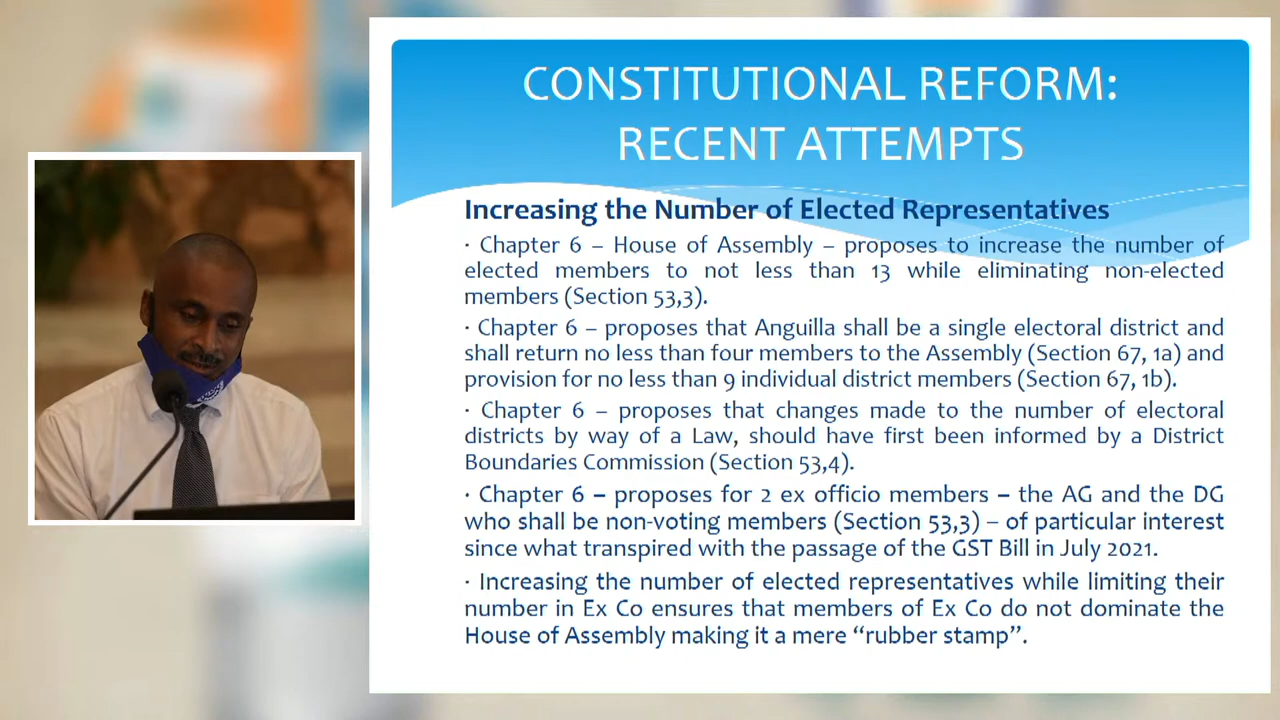 CONSTITUTIONAL REFORM:
RECENT ATTEMPTS
Increasing the Number of Elected Representatives
· Chapter 6 – House of Assembly – proposes to increase the number of
elected members to not less than 13 while eliminating non-elected
members (Section 53,3).
· Chapter 6 – proposes that Anguilla shall be a single electoral district and
shall return no less than four members to the Assembly (Section 67, 1a) and
provision for no less than 9 individual district members (Section 67, 1b).
· Chapter 6 – proposes that changes made to the number of electoral
districts by way of a Law, should have first been informed by a District
Boundaries Commission (Section 53,4).
· Chapter 6 – proposes for 2 ex officio members – the AG and the DG
who shall be non-voting members (Section 53,3) – of particular interest
since what transpired with the passage of the GST Bill in July 2021.
· Increasing the number of elected representatives while limiting their
number in Ex Co ensures that members of Ex Co do not dominate the
House of Assembly making it a mere “rubber stamp”.